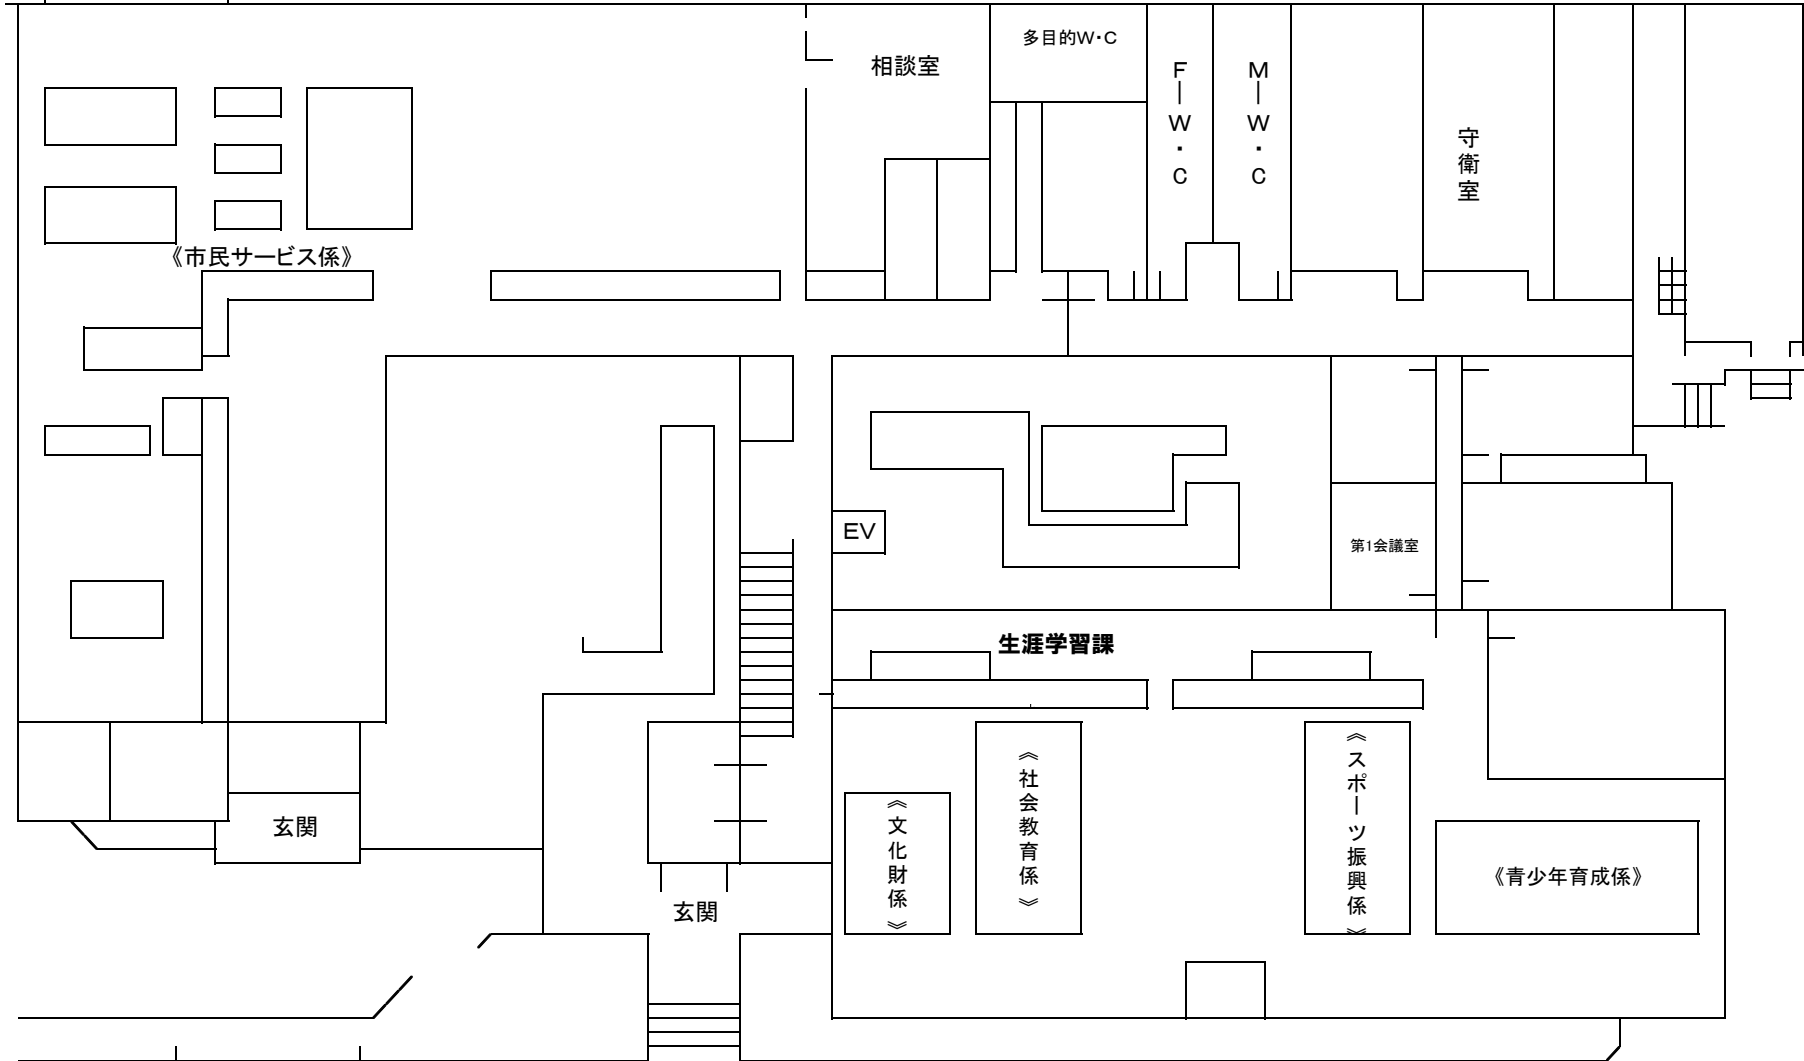 多目的W・C
相談室
F―W・C
M―W・C
守衛室
《市民サービス係》
EV
第1会議室
生涯学習課
《文化財係》
《社会教育係》
《スポーツ振興係》
《青少年育成係》
玄関
玄関